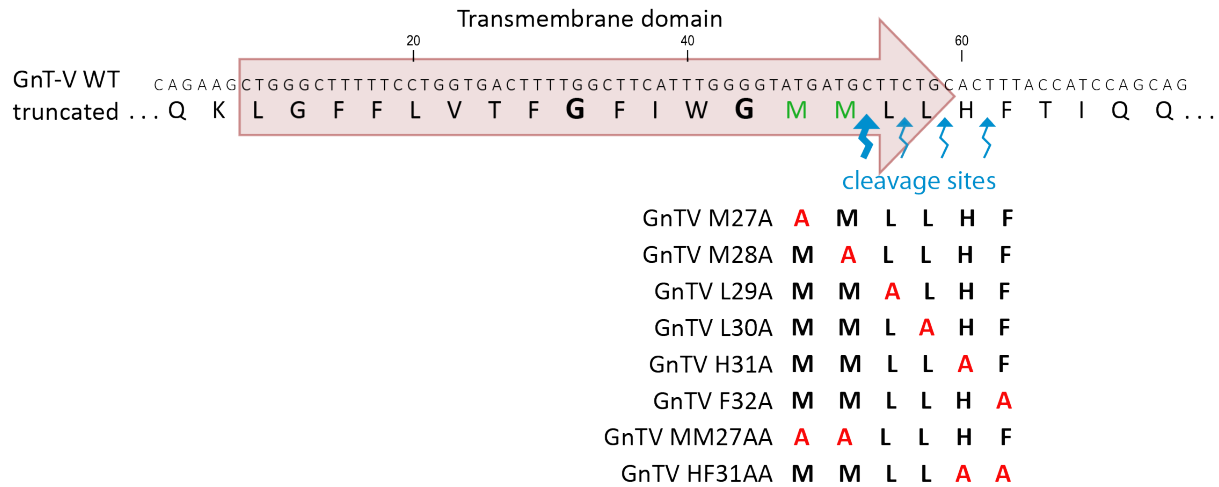 Transmembrane domain
20 40 60
GnT-V WT CAGAAGCTGGGCTTTTTCCTGGTGACTTTTGGCTTCATTTGGGGTATGATGCTTCTGCACTTTACCATCCAGCAG
truncated ... Q K L G F F L V T F G F I W G M M L L H F T I Q Q ...
cleavage sites
GnTV M27A A M L L H F
GnTV M28A M A L L H F
GnTV L29A M M A L H F
GnTV L30A M M L A H F
GnTV H31A M M L L A F
GnTV F32A M M L L H A
GnTV MM27AA A A L L H F
GnTV HF31AA M M L L A A